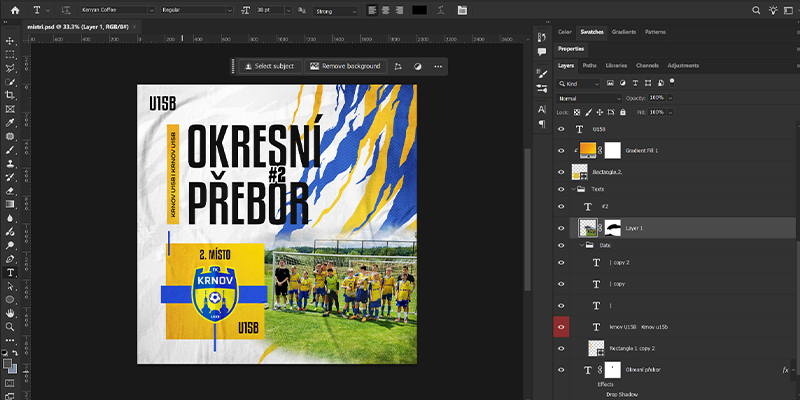 Kenyan Coffee
Regular
30 pt
Strong
mistri.psd @ 33.3% (Layer 1, RGB/8#)
Select subject
Remove background
U15B
KRNOV U15B | KRNOV U15B
OKRESNÍ
#2
PŘEBOR
2. MÍSTO
FK
KRNOV
U15B
Color
Swatches
Gradients
Patterns
Properties
Layers
Paths
Libraries
Channels
Adjustments
Kind
Normal
Opacity: 100%
Lock:
Fill: 100%
U15B
Gradient Fill 1
Rectangle 2
Texts
#2
Layer 1
Date
| copy 2
| copy
|
krnov U15B Krnov u15b
Rectangle 1 copy 2
Okresní přebor
fx
Effects
Drop Shadow